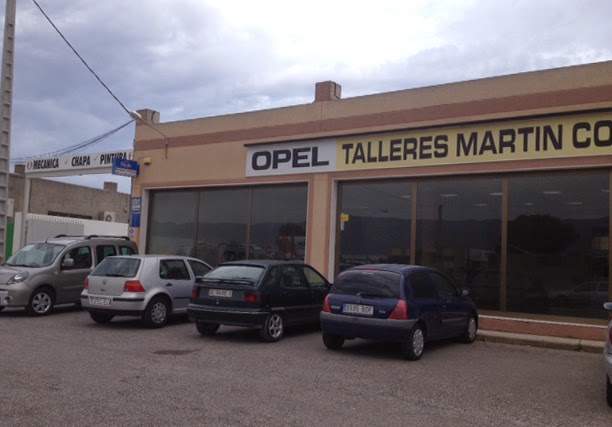 MECANICA - CHAPA - PINTURA
OPEL
TALLERES MARTIN CO